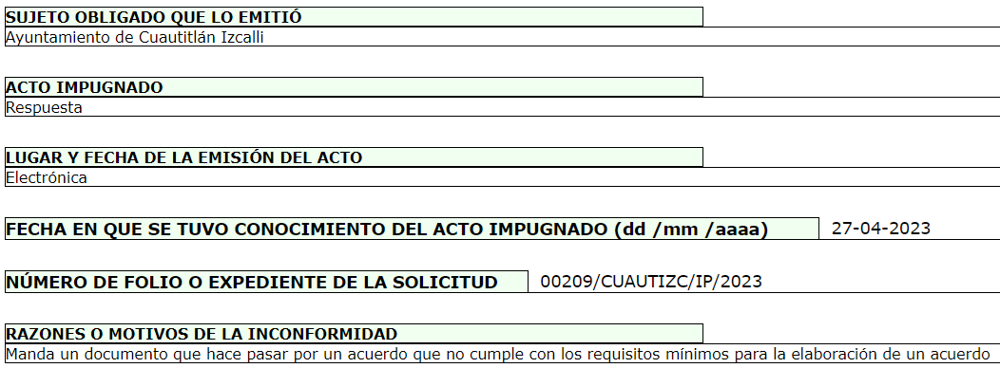 SUJETO OBLIGADO QUE LO EMITIÓ
Ayuntamiento de Cuautitlán Izcalli
ACTO IMPUGNADO
Respuesta
LUGAR Y FECHA DE LA EMISIÓN DEL ACTO
Electrónica
FECHA EN QUE SE TUVO CONOCIMIENTO DEL ACTO IMPUGNADO (dd /mm /aaaa) 27-04-2023
NÚMERO DE FOLIO O EXPEDIENTE DE LA SOLICITUD 00209/CUAUTIZC/IP/2023
RAZONES O MOTIVOS DE LA INCONFORMIDAD
Manda un documento que hace pasar por un acuerdo que no cumple con los requisitos mínimos para la elaboración de un acuerdo